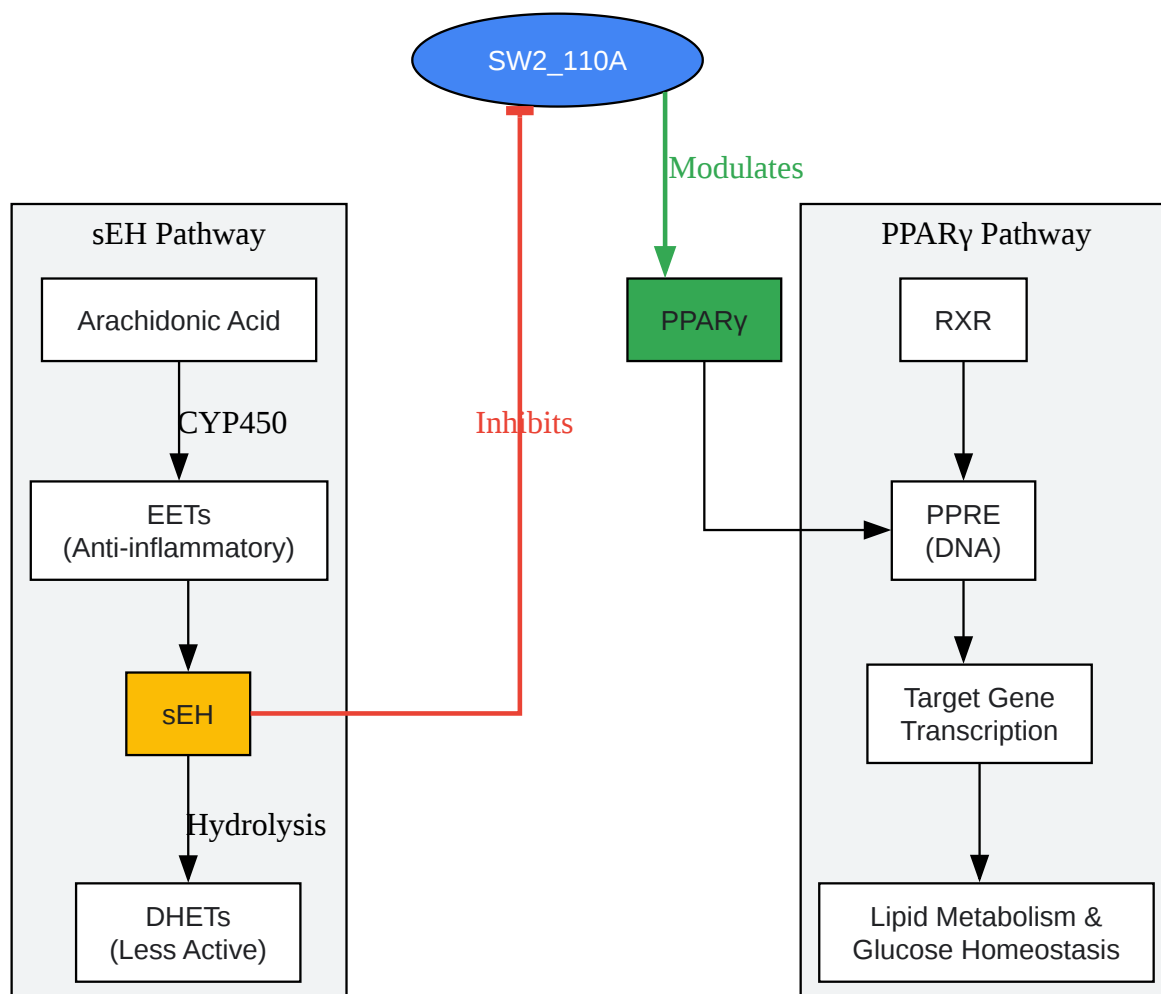 SW2_110A
Modulates
sEH Pathway
Arachidonic Acid
CYP450
EETs
(Anti-inflammatory)
sEH
Hydrolysis
DHETs
(Less Active)
Inhibits
PPARγ
PPARγ Pathway
RXR
PPRE
(DNA)
Target Gene
Transcription
Lipid Metabolism &
Glucose Homeostasis